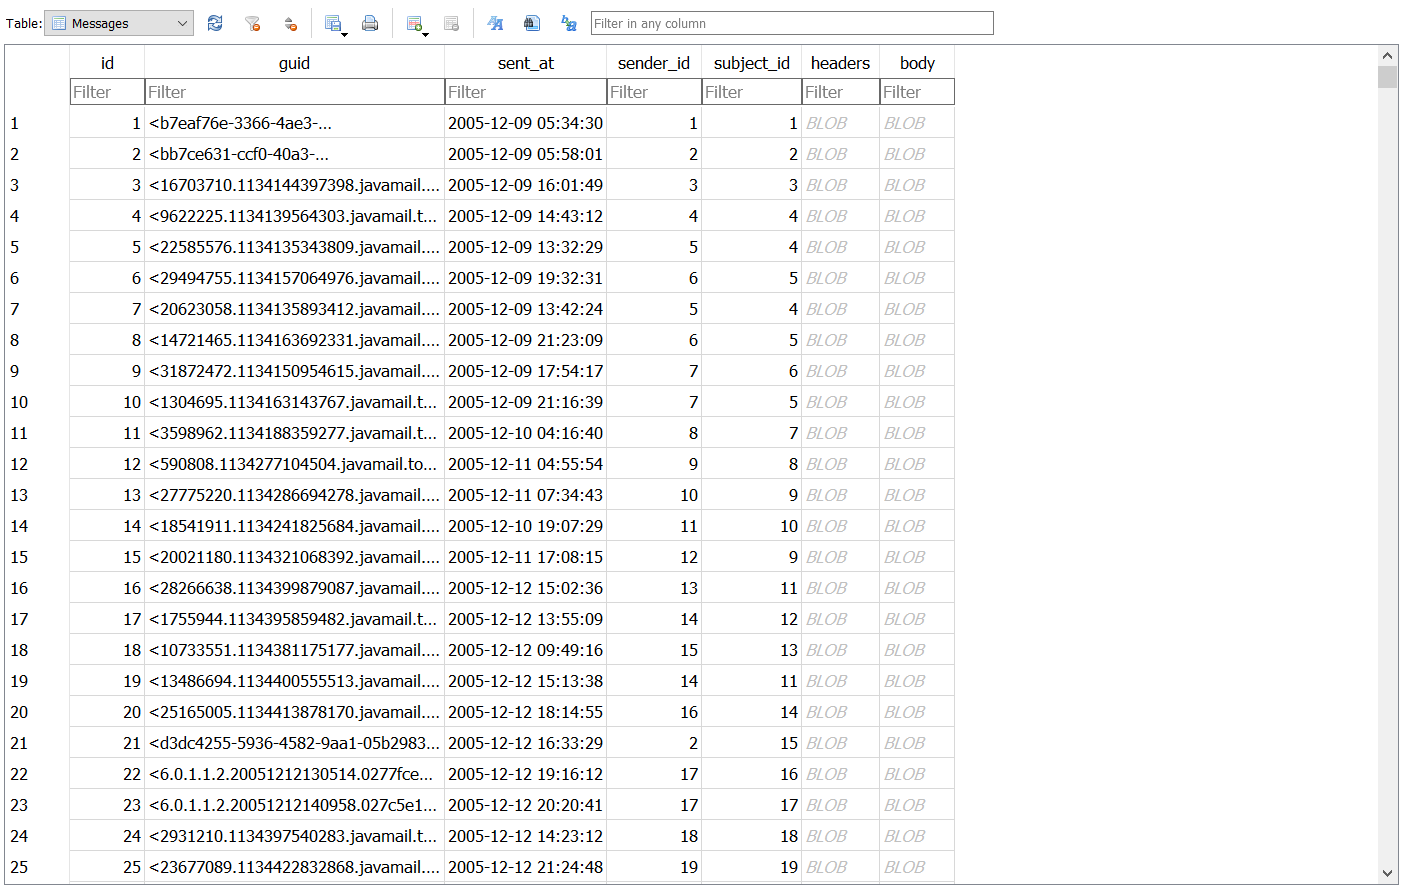 Table: Messages Filter in any column
id guid sent_at sender_id subject_id headers body
Filter Filter Filter Filter Filter Filter Filter
1 1 <b7eaf76e-3366-4ae3-... 2005-12-09 05:34:30 1 1 BLOB BLOB
2 2 <bb7ce631-ccf0-40a3-... 2005-12-09 05:58:01 2 2 BLOB BLOB
3 3 <16703710.1134144397398.javamail.... 2005-12-09 16:01:49 3 3 BLOB BLOB
4 4 <9622225.1134139564303.javamail.t... 2005-12-09 14:43:12 4 4 BLOB BLOB
5 5 <22585576.1134135343809.javamail.... 2005-12-09 13:32:29 5 4 BLOB BLOB
6 6 <29494755.1134157064976.javamail.... 2005-12-09 19:32:31 6 5 BLOB BLOB
7 7 <20623058.1134135893412.javamail.... 2005-12-09 13:42:24 5 4 BLOB BLOB
8 8 <14721465.1134163692331.javamail.... 2005-12-09 21:23:09 6 5 BLOB BLOB
9 9 <31872472.1134150954615.javamail.... 2005-12-09 17:54:17 7 6 BLOB BLOB
10 10 <1304695.1134163143767.javamail.t... 2005-12-09 21:16:39 7 5 BLOB BLOB
11 11 <3598962.1134188359277.javamail.t... 2005-12-10 04:16:40 8 7 BLOB BLOB
12 12 <590808.1134277104504.javamail.to... 2005-12-11 04:55:54 9 8 BLOB BLOB
13 13 <27775220.1134286694278.javamail.... 2005-12-11 07:34:43 10 9 BLOB BLOB
14 14 <18541911.1134241825684.javamail.... 2005-12-10 19:07:29 11 10 BLOB BLOB
15 15 <20021180.1134321068392.javamail.... 2005-12-11 17:08:15 12 9 BLOB BLOB
16 16 <28266638.1134399879087.javamail.... 2005-12-12 15:02:36 13 11 BLOB BLOB
17 17 <1755944.1134395859482.javamail.t... 2005-12-12 13:55:09 14 12 BLOB BLOB
18 18 <10733551.1134381175177.javamail.... 2005-12-12 09:49:16 15 13 BLOB BLOB
19 19 <13486694.1134400555513.javamail.... 2005-12-12 15:13:38 14 11 BLOB BLOB
20 20 <25165005.1134413878170.javamail.... 2005-12-12 18:14:55 16 14 BLOB BLOB
21 21 <d3dc4255-5936-4582-9aa1-05b2983... 2005-12-12 16:33:29 2 15 BLOB BLOB
22 22 <6.0.1.1.2.20051212130514.0277fce... 2005-12-12 19:16:12 17 16 BLOB BLOB
23 23 <6.0.1.1.2.20051212140958.027c5e1... 2005-12-12 20:20:41 17 17 BLOB BLOB
24 24 <2931210.1134397540283.javamail.t... 2005-12-12 14:23:12 18 18 BLOB BLOB
25 25 <23677089.1134422832868.javamail.... 2005-12-12 21:24:48 19 19 BLOB BLOB